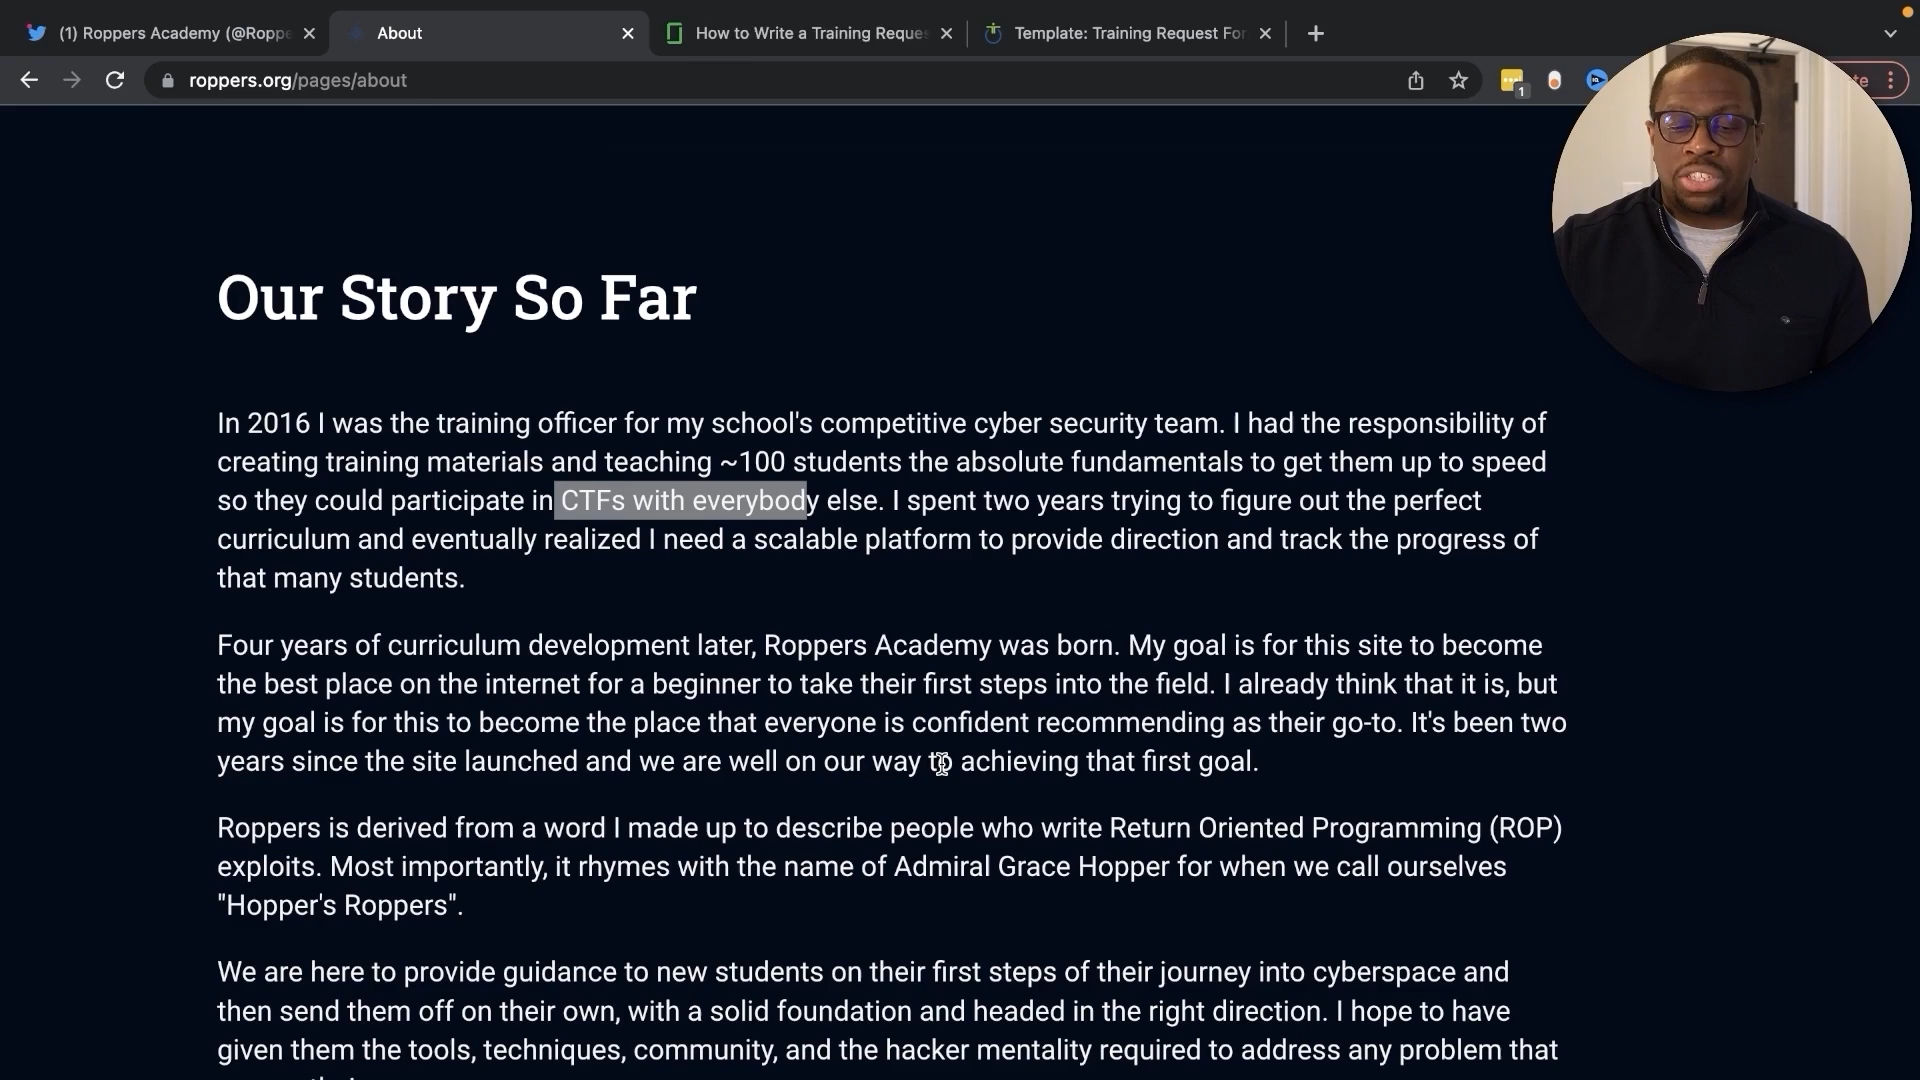 (1) Roppers Academy (@Roppe
About
How to Write a Training Reques
Template: Training Request For
roppers.org/pages/about
1
te
Our Story So Far
In 2016 I was the training officer for my school's competitive cyber security team. I had the responsibility of
creating training materials and teaching ~100 students the absolute fundamentals to get them up to speed
so they could participate in CTFs with everybody else. I spent two years trying to figure out the perfect
curriculum and eventually realized I need a scalable platform to provide direction and track the progress of
that many students.
Four years of curriculum development later, Roppers Academy was born. My goal is for this site to become
the best place on the internet for a beginner to take their first steps into the field. I already think that it is, but
my goal is for this to become the place that everyone is confident recommending as their go-to. It's been two
years since the site launched and we are well on our way to achieving that first goal.
Roppers is derived from a word I made up to describe people who write Return Oriented Programming (ROP)
exploits. Most importantly, it rhymes with the name of Admiral Grace Hopper for when we call ourselves
"Hopper's Roppers".
We are here to provide guidance to new students on their first steps of their journey into cyberspace and
then send them off on their own, with a solid foundation and headed in the right direction. I hope to have
given them the tools, techniques, community, and the hacker mentality required to address any problem that